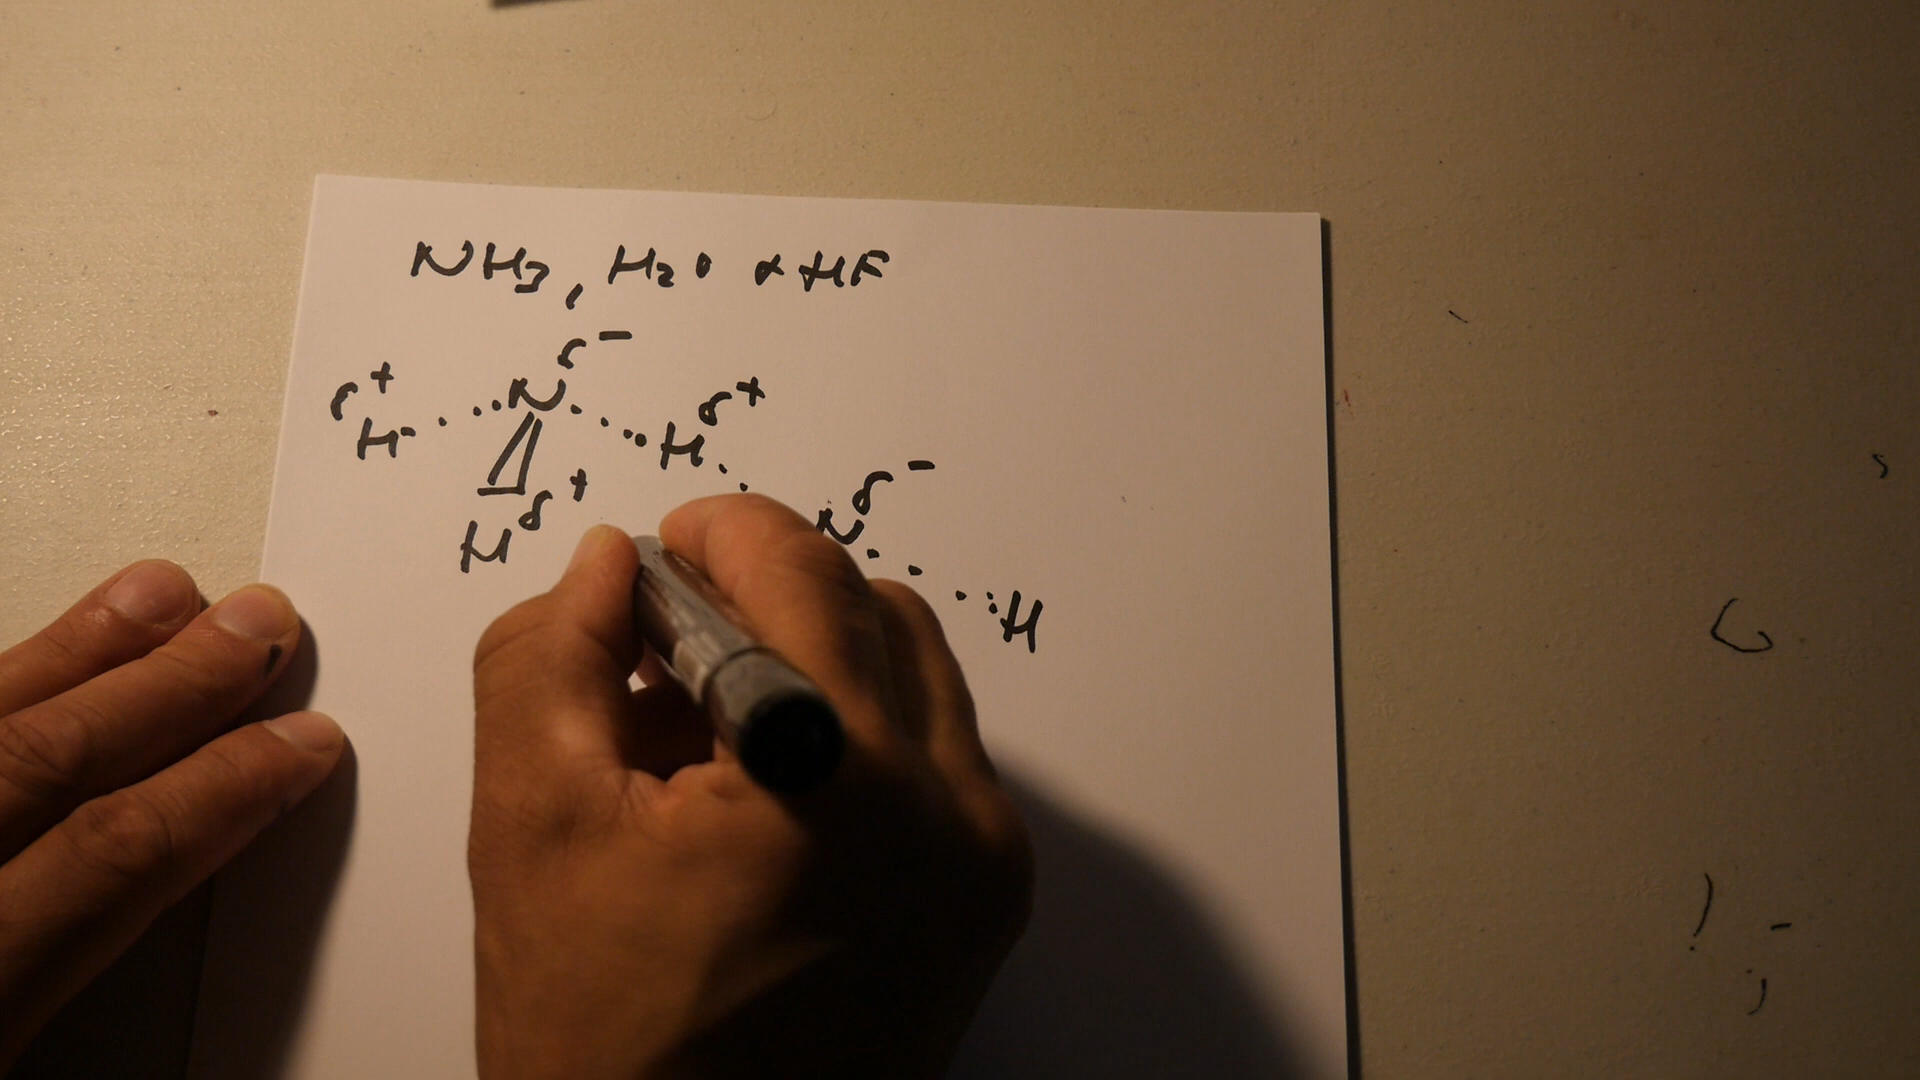 NH3, H2O & HF
δ-
δ+ N δ+
H H
δ-
δ+ N
H
H